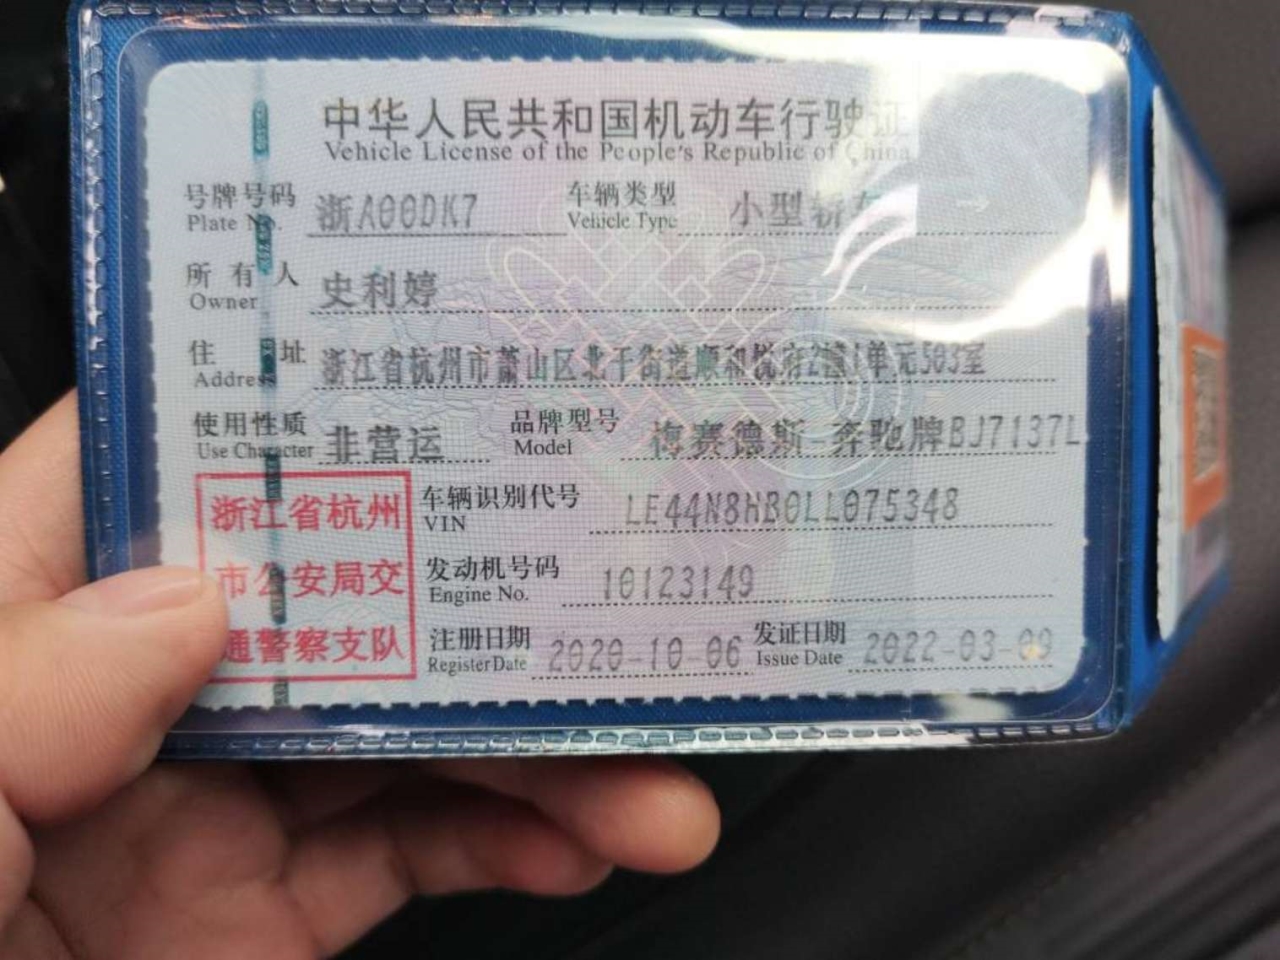 中华人民共和国机动车行驶证
Vehicle License of the People's Republic of China
号牌号码 浙A00DK7 车辆类型 小型轿车
Plate No. Vehicle Type
所有人 史利婷
Owner
住址 浙江省杭州市萧山区北干街道顺和悦府2幢1单元503室
Address
使用性质 非营运 品牌型号 梅赛德斯-奔驰牌BJ7137L
Use Character Model
浙江省杭州
市公安局交
通警察支队
车辆识别代号 LE44N8HB0LL075348
VIN
发动机号码 10123149
Engine No.
注册日期 2020-10-06 发证日期 2022-03-09
Register Date Issue Date